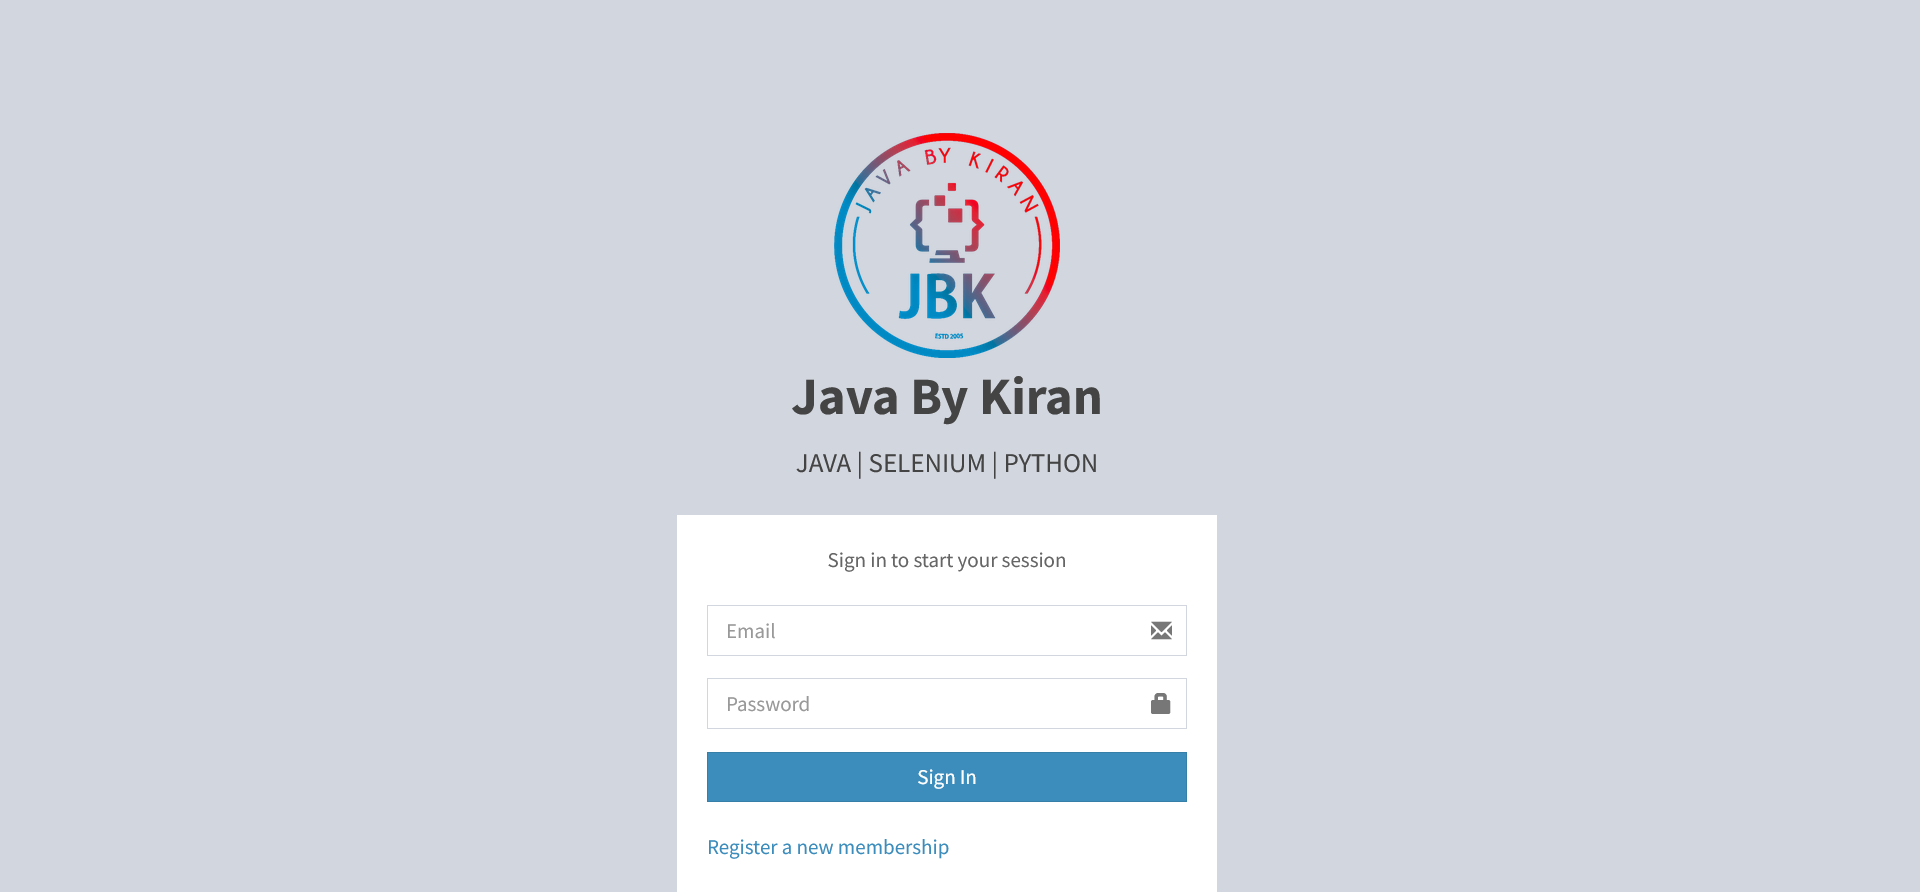 JAVA BY KIRAN
JBK
ESTD 2005
Java By Kiran
JAVA | SELENIUM | PYTHON
Sign in to start your session
Email
Password
Sign In
Register a new membership